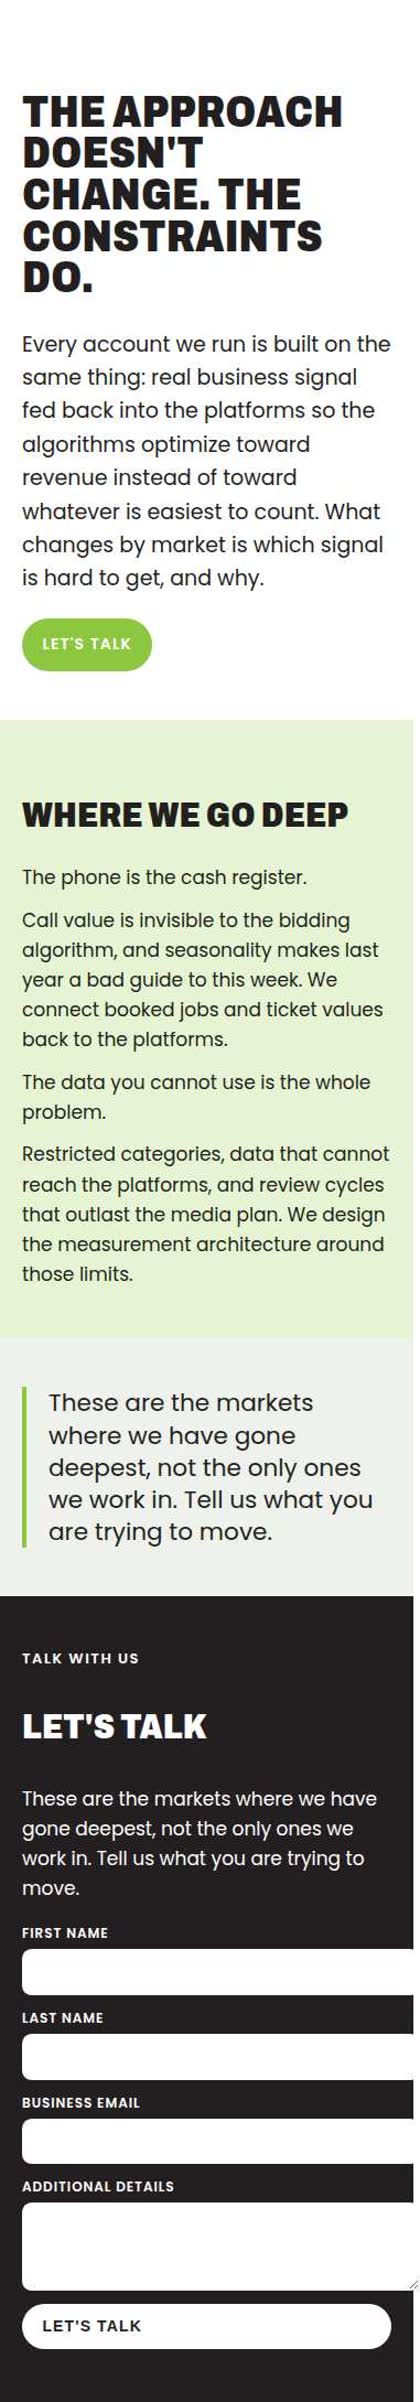 THE APPROACH
DOESN'T
CHANGE. THE
CONSTRAINTS
DO.
Every account we run is built on the
same thing: real business signal
fed back into the platforms so the
algorithms optimize toward
revenue instead of toward
whatever is easiest to count. What
changes by market is which signal
is hard to get, and why.
LET'S TALK
WHERE WE GO DEEP
The phone is the cash register.
Call value is invisible to the bidding
algorithm, and seasonality makes last
year a bad guide to this week. We
connect booked jobs and ticket values
back to the platforms.
The data you cannot use is the whole
problem.
Restricted categories, data that cannot
reach the platforms, and review cycles
that outlast the media plan. We design
the measurement architecture around
those limits.
These are the markets
where we have gone
deepest, not the only ones
we work in. Tell us what you
are trying to move.
TALK WITH US
LET'S TALK
These are the markets where we have
gone deepest, not the only ones we
work in. Tell us what you are trying to
move.
FIRST NAME
LAST NAME
BUSINESS EMAIL
ADDITIONAL DETAILS
LET'S TALK